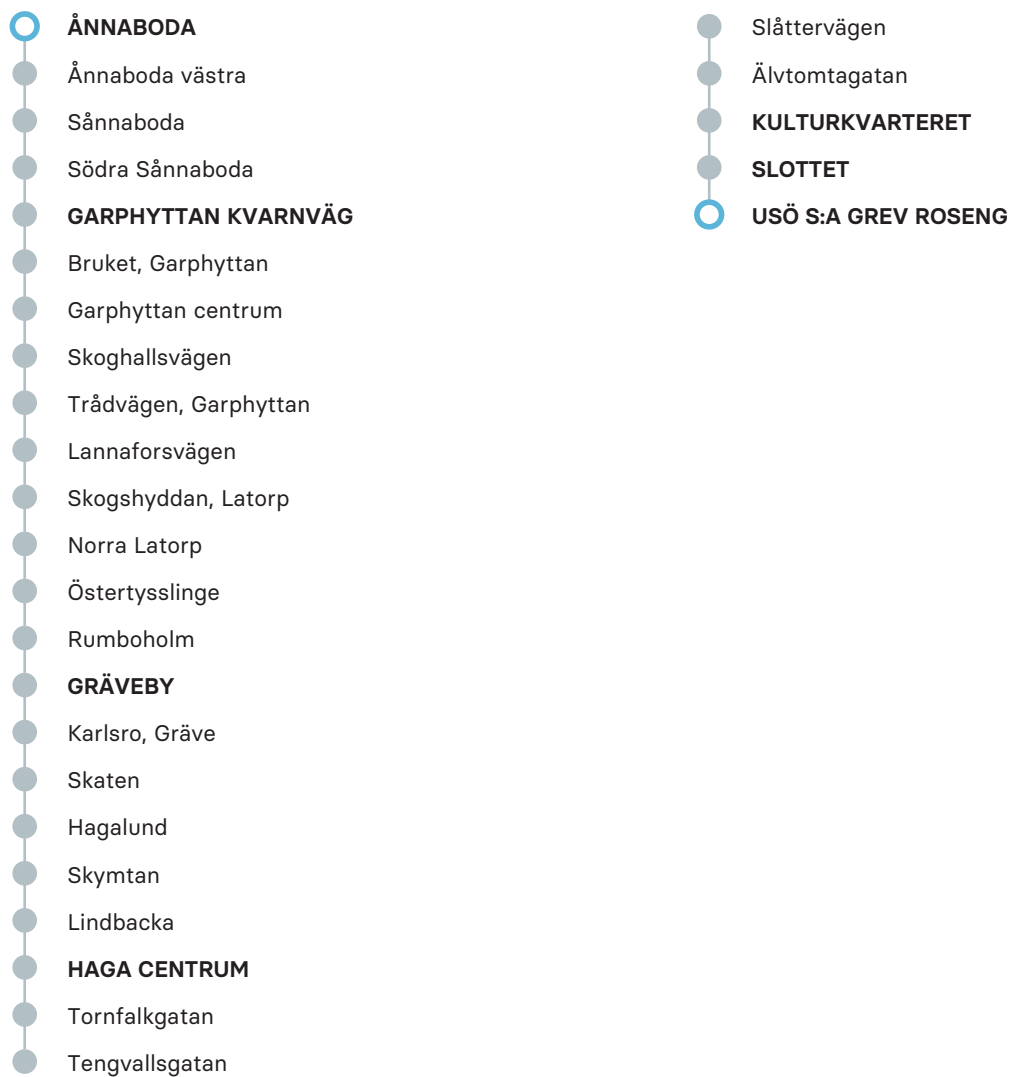 ÅNNABODA
Ånnaboda västra
Sånnaboda
Södra Sånnaboda
GARPHYTTAN KVARNVÄG
Bruket, Garphyttan
Garphyttan centrum
Skoghallsvägen
Trådvägen, Garphyttan
Lannaforsvägen
Skogshyddan, Latorp
Norra Latorp
Östertysslinge
Rumboholm
GRÄVEBY
Karlsro, Gräve
Skaten
Hagalund
Skymtan
Lindbacka
HAGA CENTRUM
Tornfalkgatan
Tengvallsgatan
Slåttervägen
Älvtomtagatan
KULTURKVARTERET
SLOTTET
USÖ S:A GREV ROSENG